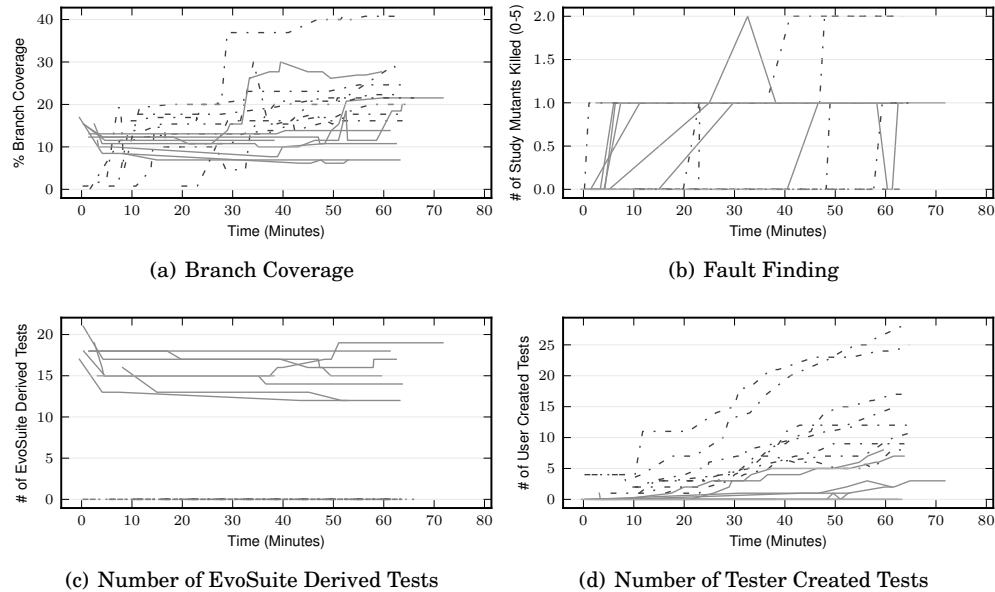 % Branch Coverage
40
30
20
10
0
0 10 20 30 40 50 60 70 80
Time (Minutes)
(a) Branch Coverage
# of Study Mutants Killed (0-5)
2.0
1.5
1.0
0.5
0.0
0 10 20 30 40 50 60 70 80
Time (Minutes)
(b) Fault Finding
# of EvoSuite Derived Tests
20
15
10
5
0
0 10 20 30 40 50 60 70 80
Time (Minutes)
(c) Number of EvoSuite Derived Tests
# of User Created Tests
25
20
15
10
5
0
0 10 20 30 40 50 60 70 80
Time (Minutes)
(d) Number of Tester Created Tests